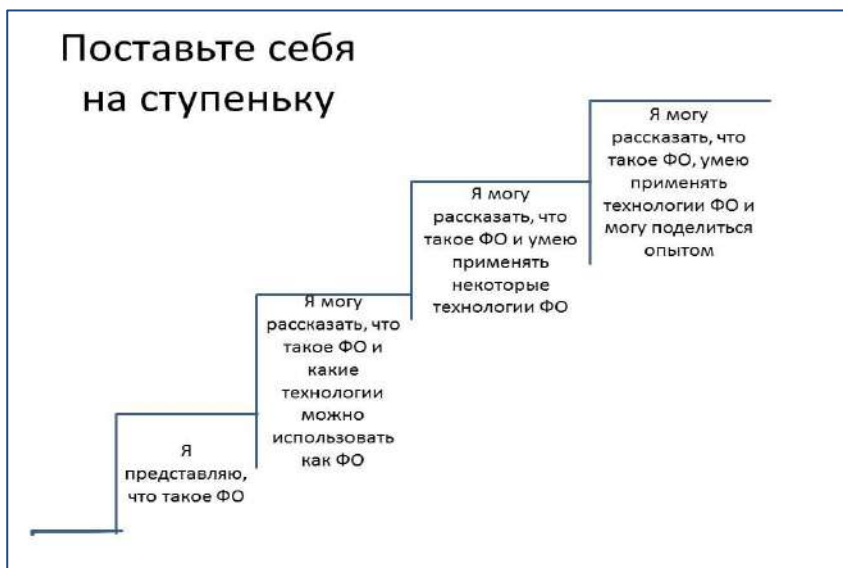 Поставьте себя
на ступеньку
Я
представляю,
что такое ФО
Я могу
рассказать, что
такое ФО и
какие
технологии
можно
использовать
как ФО
Я могу
рассказать, что
такое ФО и умею
применять
некоторые
технологии ФО
Я могу
рассказать, что
такое ФО, умею
применять
технологии ФО и
могу поделиться
опытом